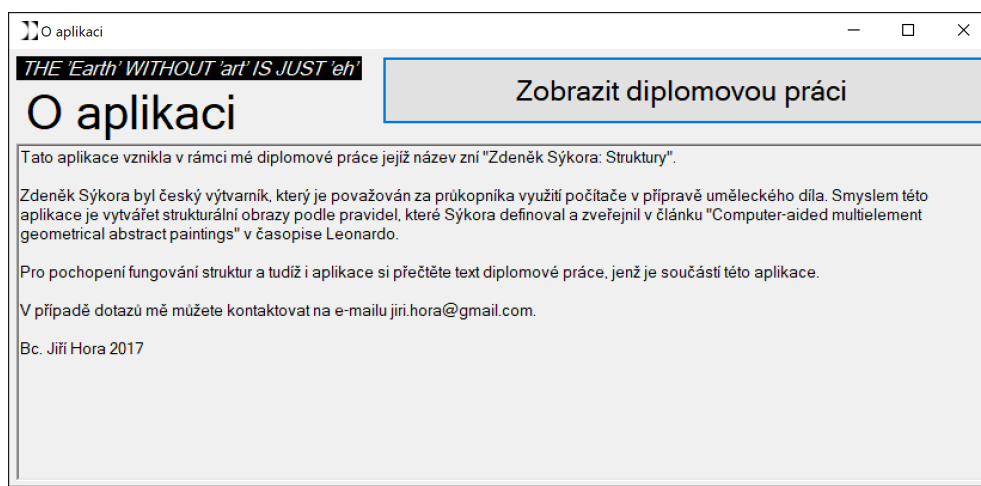 O aplikaci
THE 'Earth' WITHOUT 'art' IS JUST 'eh'
O aplikaci
Zobrazit diplomovou práci
Tato aplikace vznikla v rámci mé diplomové práce jejíž název zní "Zdeněk Sýkora: Struktury".
Zdeněk Sýkora byl český výtvarník, který je považován za průkopníka využití počítače v přípravě uměleckého díla. Smyslem této
aplikace je vytvářet strukturální obrazy podle pravidel, které Sýkora definoval a zveřejnil v článku "Computer-aided multielement
geometrical abstract paintings" v časopise Leonardo.
Pro pochopení fungování struktur a tudíž i aplikace si přečtěte text diplomové práce, jenž je součástí této aplikace.
V případě dotazů mě můžete kontaktovat na e-mailu jiri.hora@gmail.com.
Bc. Jiří Hora 2017